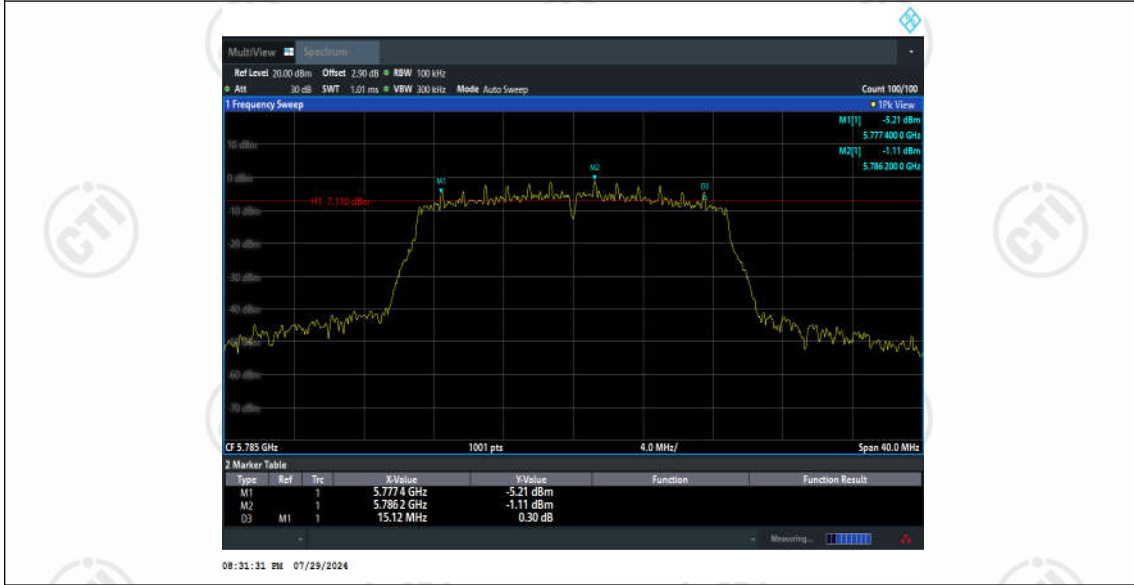 MultiView Spectrum
Ref Level 20.00 dBm Offset 2.90 dB RBW 100 kHz
Att 30 dB SWT 1.01 ms VBW 300 kHz Mode Auto Sweep Count 100/100
1 Frequency Sweep 1Pk View
M1[1] -5.21 dBm
5.777 400 0 GHz
M2[1] -1.11 dBm
5.786 200 0 GHz
10 dBm
M2
0 dBm
M1
D3
H1 -7.110 dBm
-10 dBm
-20 dBm
-30 dBm
-40 dBm
-50 dBm
-60 dBm
-70 dBm
CF 5.785 GHz 1001 pts 4.0 MHz/ Span 40.0 MHz
2 Marker Table
Type Ref Trc X-Value Y-Value Function Function Result
M1 1 5.7774 GHz -5.21 dBm
M2 1 5.7862 GHz -1.11 dBm
D3 M1 1 15.12 MHz 0.30 dB
Measuring...
08:31:31 PM 07/29/2024
CTI
CTI